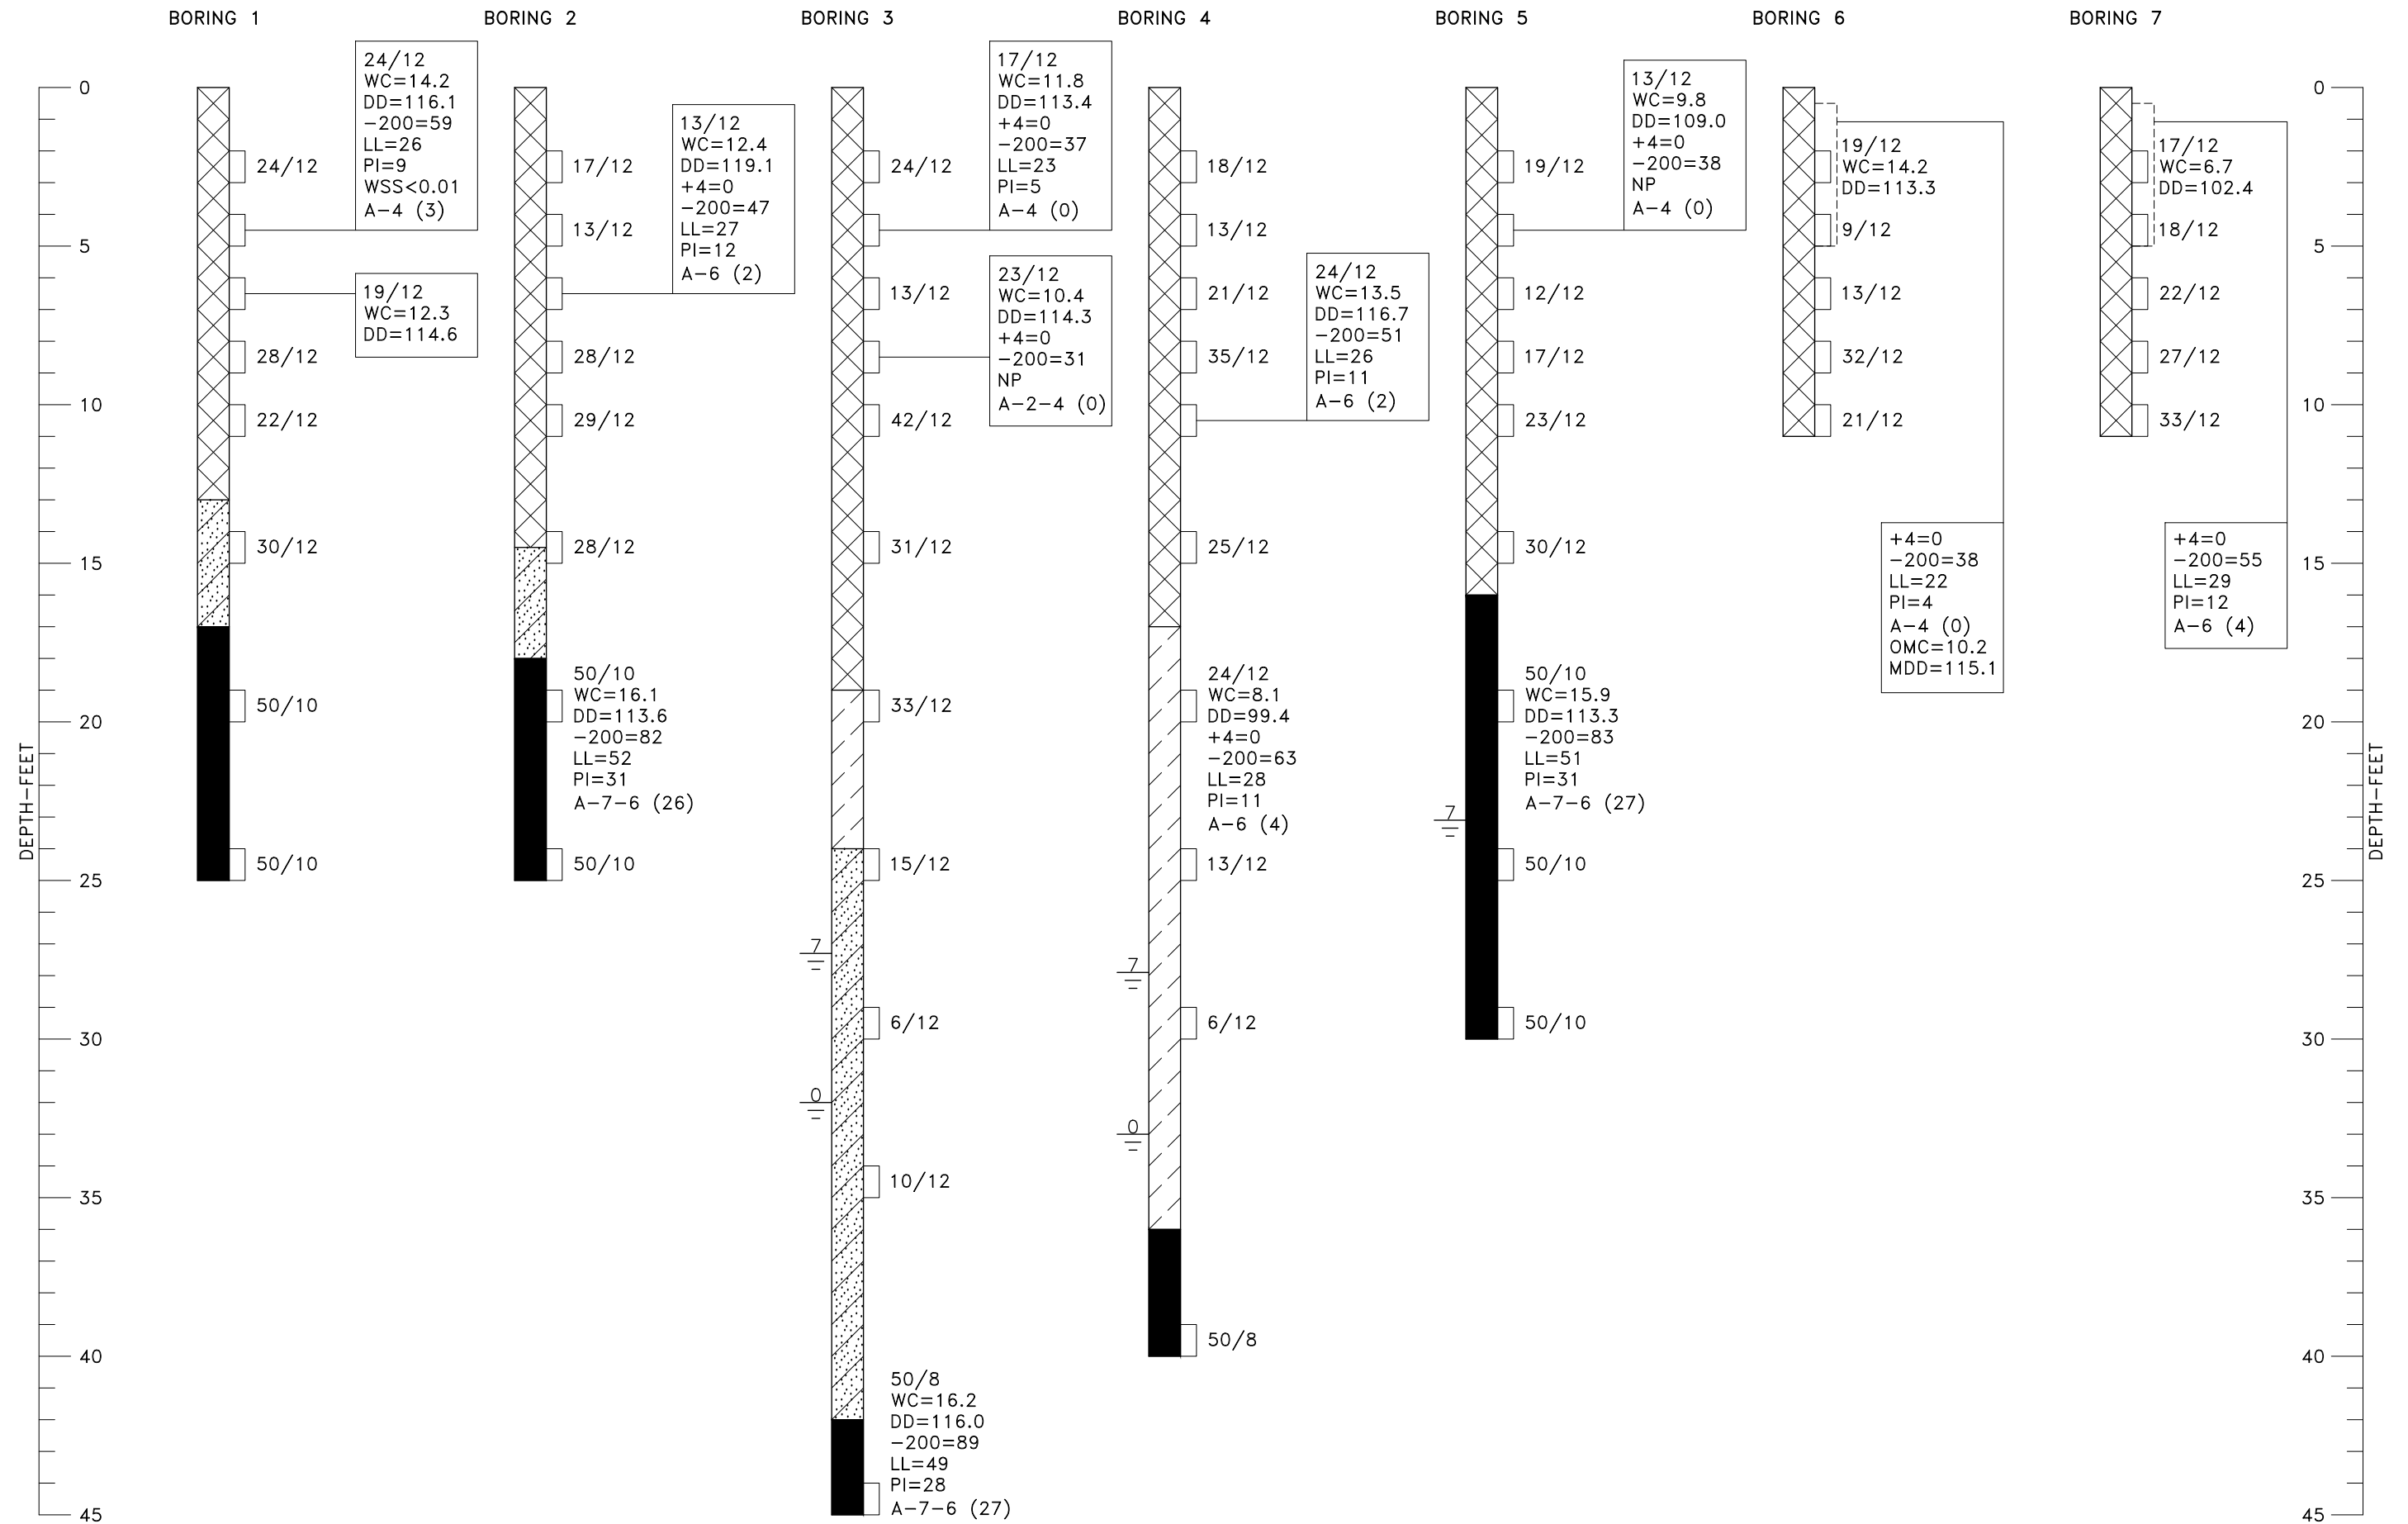 BORING 1
BORING 2
BORING 3
BORING 4
BORING 5
BORING 6
BORING 7
DEPTH-FEET
0
5
10
15
20
25
30
35
40
45
24/12
24/12
WC=14.2
DD=116.1
-200=59
LL=26
PI=9
WSS<0.01
A-4 (3)
19/12
WC=12.3
DD=114.6
28/12
22/12
30/12
50/10
50/10
17/12
13/12
13/12
WC=12.4
DD=119.1
+4=0
-200=47
LL=27
PI=12
A-6 (2)
28/12
29/12
28/12
50/10
WC=16.1
DD=113.6
-200=82
LL=52
PI=31
A-7-6 (26)
50/10
24/12
17/12
WC=11.8
DD=113.4
+4=0
-200=37
LL=23
PI=5
A-4 (0)
13/12
23/12
WC=10.4
DD=114.3
+4=0
-200=31
NP
A-2-4 (0)
42/12
31/12
33/12
15/12
7
6/12
0
10/12
50/8
WC=16.2
DD=116.0
-200=89
LL=49
PI=28
A-7-6 (27)
18/12
13/12
21/12
35/12
24/12
WC=13.5
DD=116.7
-200=51
LL=26
PI=11
A-6 (2)
25/12
24/12
WC=8.1
DD=99.4
+4=0
-200=63
LL=28
PI=11
A-6 (4)
13/12
7
6/12
0
50/8
19/12
13/12
WC=9.8
DD=109.0
+4=0
-200=38
NP
A-4 (0)
12/12
17/12
23/12
30/12
50/10
WC=15.9
DD=113.3
-200=83
LL=51
PI=31
A-7-6 (27)
7
50/10
50/10
19/12
WC=14.2
DD=113.3
9/12
13/12
32/12
21/12
+4=0
-200=38
LL=22
PI=4
A-4 (0)
OMC=10.2
MDD=115.1
17/12
WC=6.7
DD=102.4
18/12
22/12
27/12
33/12
+4=0
-200=55
LL=29
PI=12
A-6 (4)
0
5
10
15
20
25
30
35
40
45
DEPTH-FEET